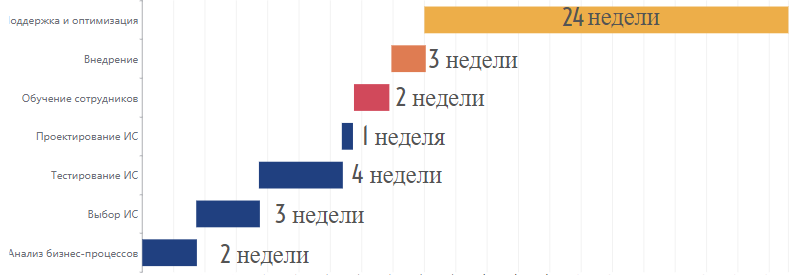 оддержка и оптимизация 24 недели
Внедрение 3 недели
Обучение сотрудников 2 недели
Проектирование ИС 1 неделя
Тестирование ИС 4 недели
Выбор ИС 3 недели
Анализ бизнес-процессов 2 недели